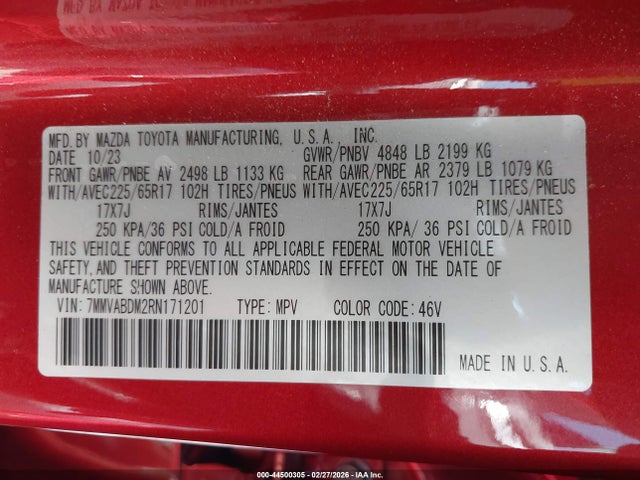 MFD. BY MAZDA TOYOTA MANUFACTURING, U.S.A., INC.
DATE 10/23 GVWR/PNBV 4848 LB 2199 KG
FRONT GAWR/PNBE AV 2498 LB 1133 KG REAR GAWR/PNBE AR 2379 LB 1079 KG
WITH/AVEC225/65R17 102H TIRES/PNEUS WITH/AVEC225/65R17 102H TIRES/PNEUS
17X7J RIMS/JANTES 17X7J RIMS/JANTES
250 KPA/36 PSI COLD/A FROID 250 KPA/ 36 PSI COLD/A FROID
THIS VEHICLE CONFORMS TO ALL APPLICABLE FEDERAL MOTOR VEHICLE
SAFETY, AND THEFT PREVENTION STANDARDS IN EFFECT ON THE DATE OF
MANUFACTURE SHOWN ABOVE.
VIN: 7MMVABDM2RN171201 TYPE: MPV COLOR CODE: 46V
MADE IN U.S.A.
000-44500305 - 02/27/2026 - IAA Inc.